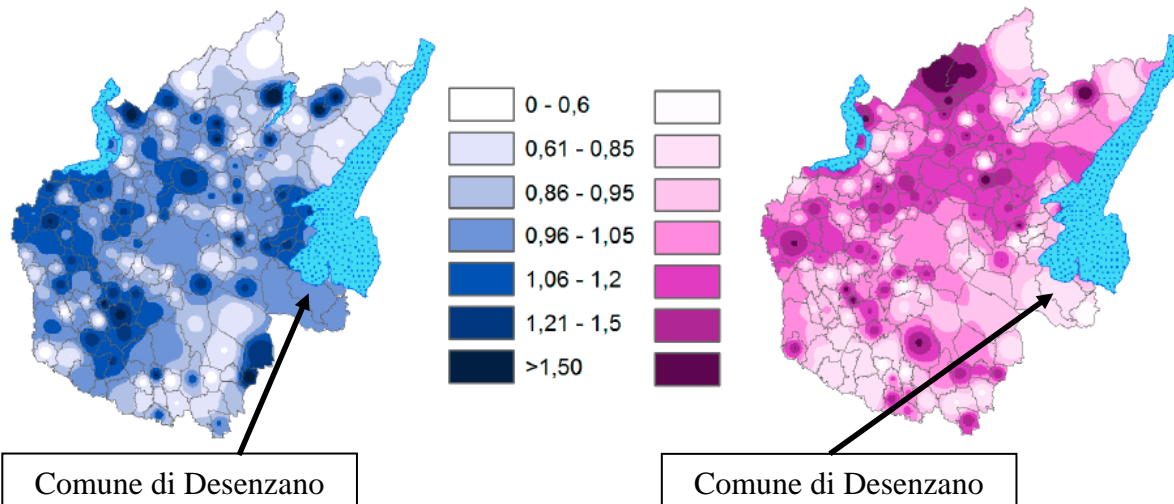 0 - 0,6
0,61 - 0,85
0,86 - 0,95
0,96 - 1,05
1,06 - 1,2
1,21 - 1,5
>1,50
Comune di Desenzano
Comune di Desenzano